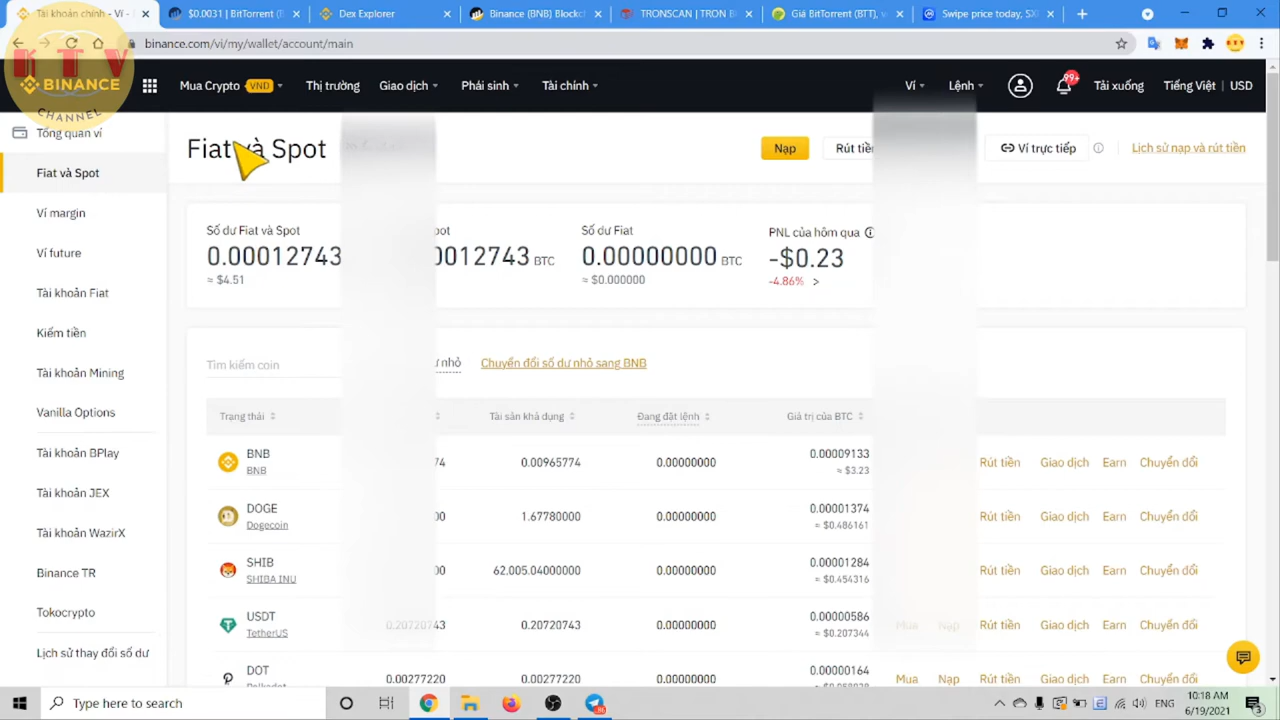 Tài khoản chính - Ví -
$0.0031 | BitTorrent (
Dex Explorer
Binance (BNB) Blockc
TRONSCAN | TRON B
Giá BitTorrent (BTT), v
Swipe price today, SX
binance.com/vi/my/wallet/account/main
KTV
BINANCE
CHANNEL
Mua Crypto VND
Thị trường
Giao dịch
Phái sinh
Tài chính
Ví
Lệnh
99+
Tải xuống
Tiếng Việt | USD
Tổng quan ví
Fiat và Spot
Ví margin
Ví future
Tài khoản Fiat
Kiếm tiền
Tài khoản Mining
Vanilla Options
Tài khoản BPlay
Tài khoản JEX
Tài khoản WazirX
Binance TR
Tokocrypto
Lịch sử thay đổi số dư
Fiat và Spot
Nạp
Rút tiền
Ví trực tiếp
Lịch sử nạp và rút tiền
Số dư Fiat và Spot
0.00012743
≈ $4.51
pot
0012743 BTC
Số dư Fiat
0.00000000 BTC
≈ $0.000000
PNL của hôm qua
-$0.23
-4.86% >
Tìm kiếm coin
ư nhỏ
Chuyển đổi số dư nhỏ sang BNB
Trạng thái
Tài sản khả dụng
Đang đặt lệnh
Giá trị của BTC
BNB
BNB
74
0.00965774
0.00000000
0.00009133
≈ $3.23
Rút tiền Giao dịch Earn Chuyển đổi
DOGE
Dogecoin
00
1.67780000
0.00000000
0.00001374
≈ $0.486161
Rút tiền Giao dịch Earn Chuyển đổi
SHIB
SHIBA INU
00
62.005.04000000
0.00000000
0.00001284
≈ $0.454316
Rút tiền Giao dịch Earn Chuyển đổi
USDT
TetherUS
0.20720743
0.20720743
0.00000000
0.00000586
≈ $0.207344
Mua Nạp Rút tiền Giao dịch Earn Chuyển đổi
DOT
0.00277220
0.00277220
0.00000000
0.00000164
Mua Nạp Rút tiền Giao dịch Earn Chuyển đổi
Type here to search
ENG
10:18 AM
6/19/2021
3